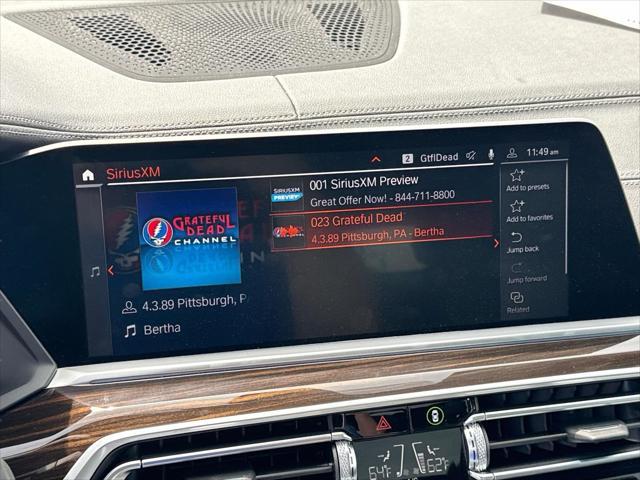 2 GtflDead 11:49 am
SiriusXM
001 SiriusXM Preview
Great Offer Now! - 844-711-8800
SIRIUSXM
PREVIEW
023 Grateful Dead
4.3.89 Pittsburgh, PA - Bertha
GRATEFUL
DEAD
CHANNEL
4.3.89 Pittsburgh, P
Bertha
Add to presets
Add to favorites
Jump back
Jump forward
Related
64°F 62°F